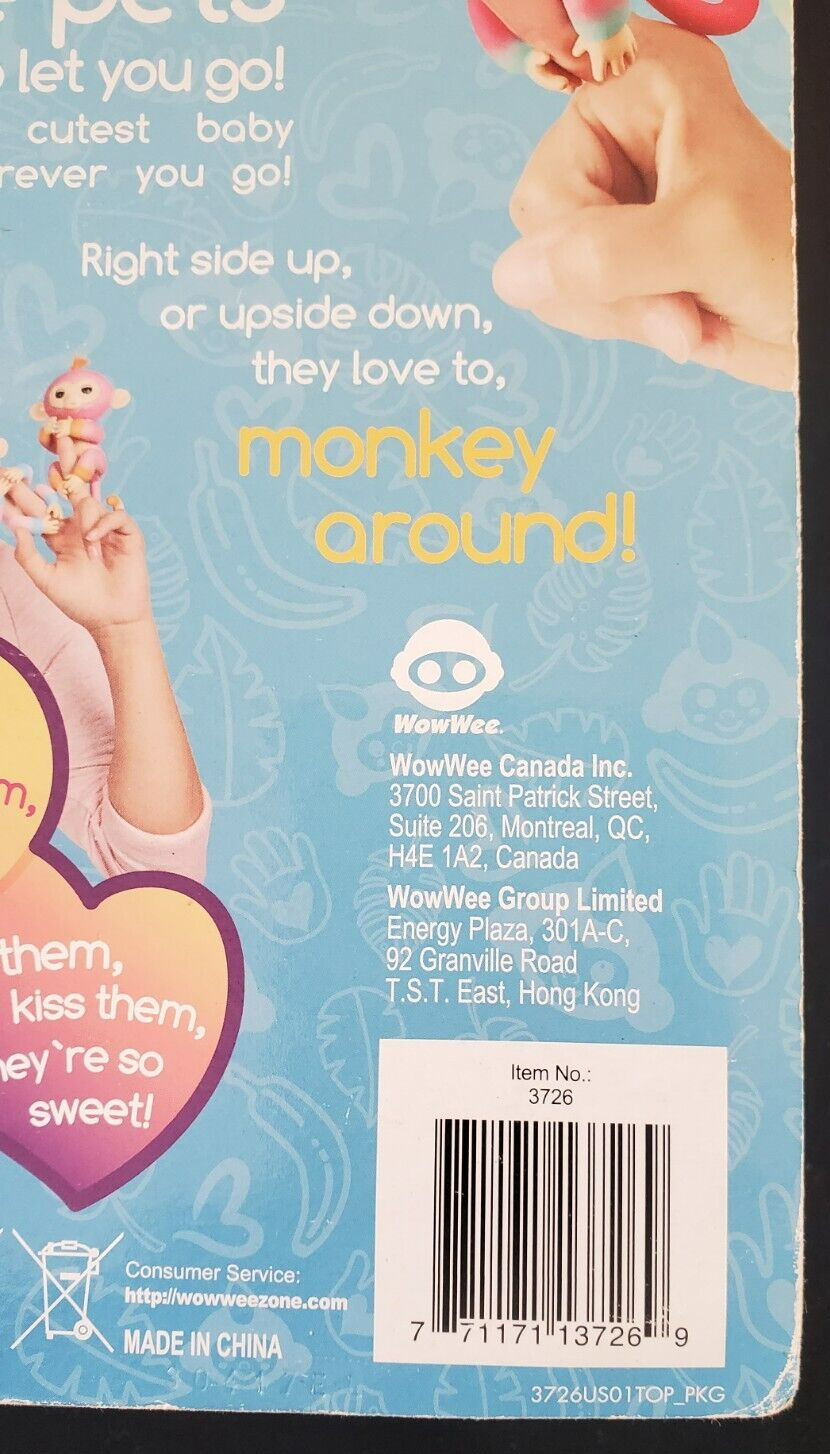 pets
let you go!
cutest baby
rever you go!
Right side up,
or upside down,
they love to,
monkey
around!
WowWee
WowWee Canada Inc.
3700 Saint Patrick Street,
Suite 206, Montreal, QC,
H4E 1A2, Canada
WowWee Group Limited
Energy Plaza, 301A-C,
92 Granville Road
T.S.T. East, Hong Kong
m,
them,
kiss them,
hey`re so
sweet!
Item No.:
3726
7 71171 13726 9
Consumer Service:
http://wowweezone.com
MADE IN CHINA
3726US01TOP_PKG